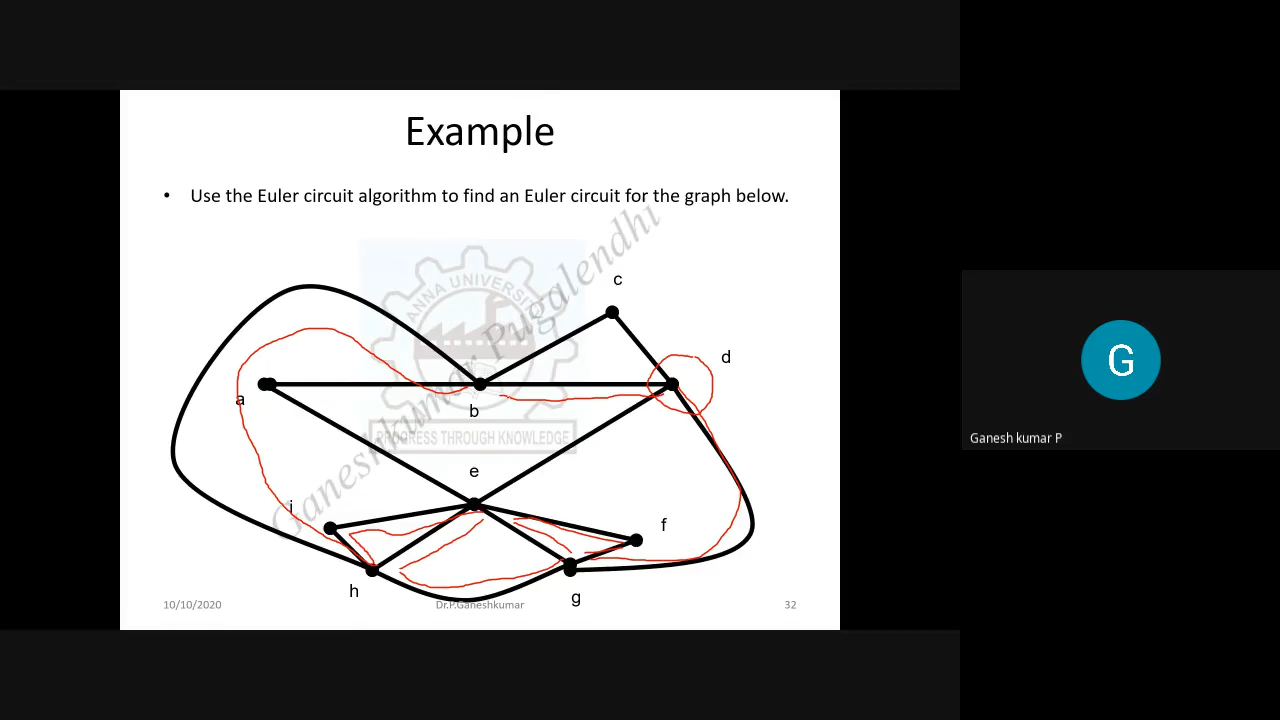 Example
• Use the Euler circuit algorithm to find an Euler circuit for the graph below.
Ganeshkumar Pugalendhi
ANNA UNIVERSITY
PROGRESS THROUGH KNOWLEDGE
c
d
a
b
e
i
f
h
g
10/10/2020
Dr.P.Ganeshkumar
32
G
Ganesh kumar P